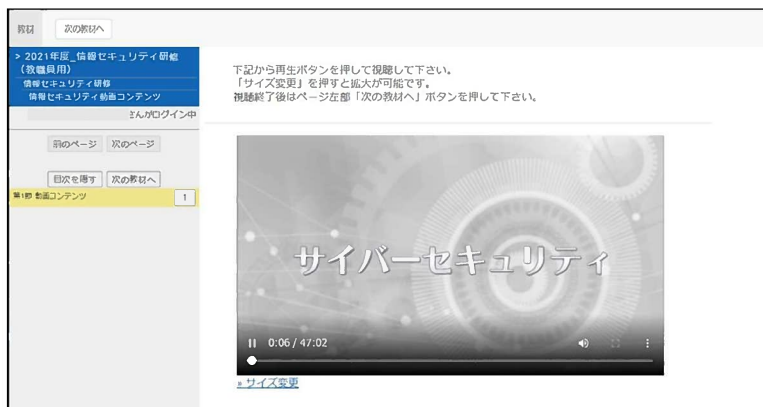 教材
次の教材へ
> 2021年度_情報セキュリティ研修
(教職員用)
情報セキュリティ研修
情報セキュリティ動画コンテンツ
さんがログイン中
前のページ 次のページ
目次を隠す 次の教材へ
第1節 動画コンテンツ 1
下記から再生ボタンを押して視聴して下さい。
「サイズ変更」を押すと拡大が可能です。
視聴終了後はページ左部「次の教材へ」ボタンを押して下さい。
サイバーセキュリティ
0:06 / 47:02
» サイズ変更